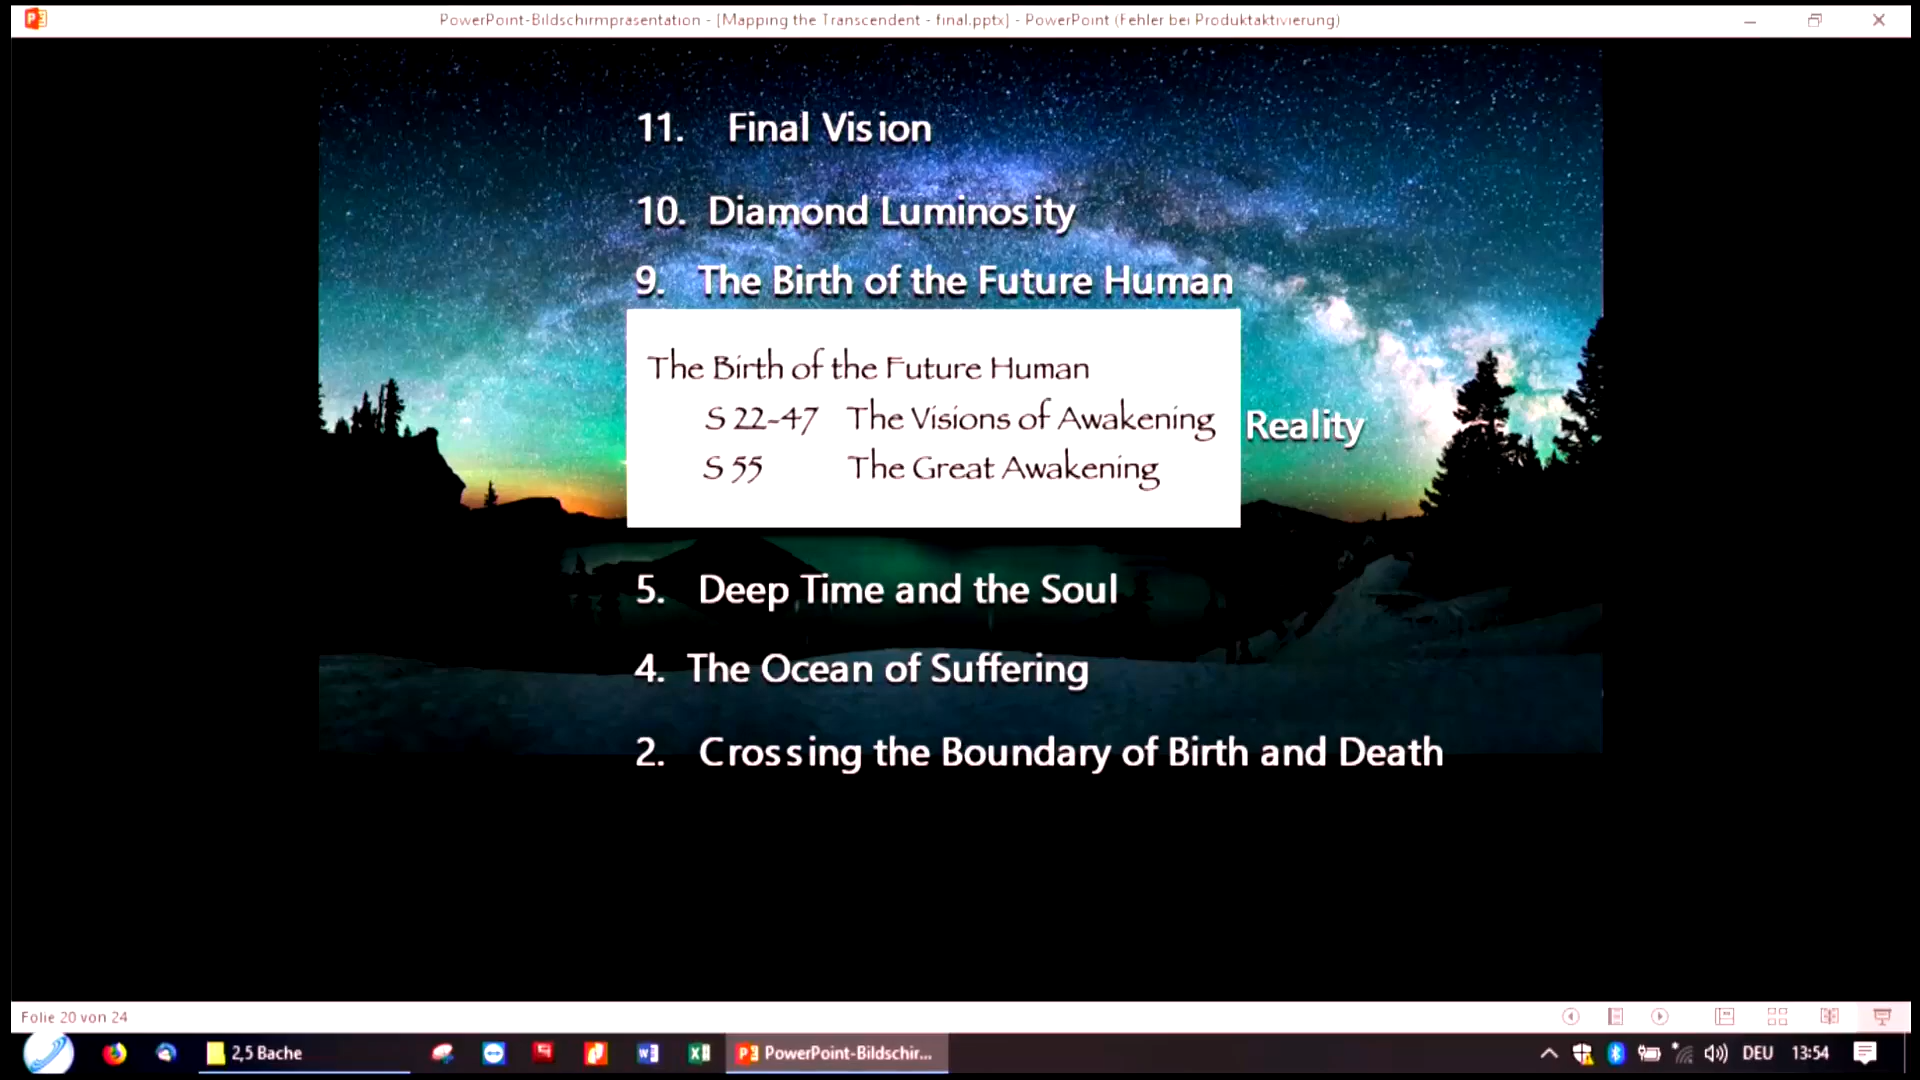 PowerPoint-Bildschirmpräsentation - [Mapping the Transcendent - final.pptx] - PowerPoint (Fehler bei Produktaktivierung)
11. Final Vision
10. Diamond Luminosity
9. The Birth of the Future Human
The Birth of the Future Human
S 22-47 The Visions of Awakening
Reality
S 55 The Great Awakening
5. Deep Time and the Soul
4. The Ocean of Suffering
2. Crossing the Boundary of Birth and Death
Folie 20 von 24
2,5 Bache
PowerPoint-Bildschir...
DEU
13:54